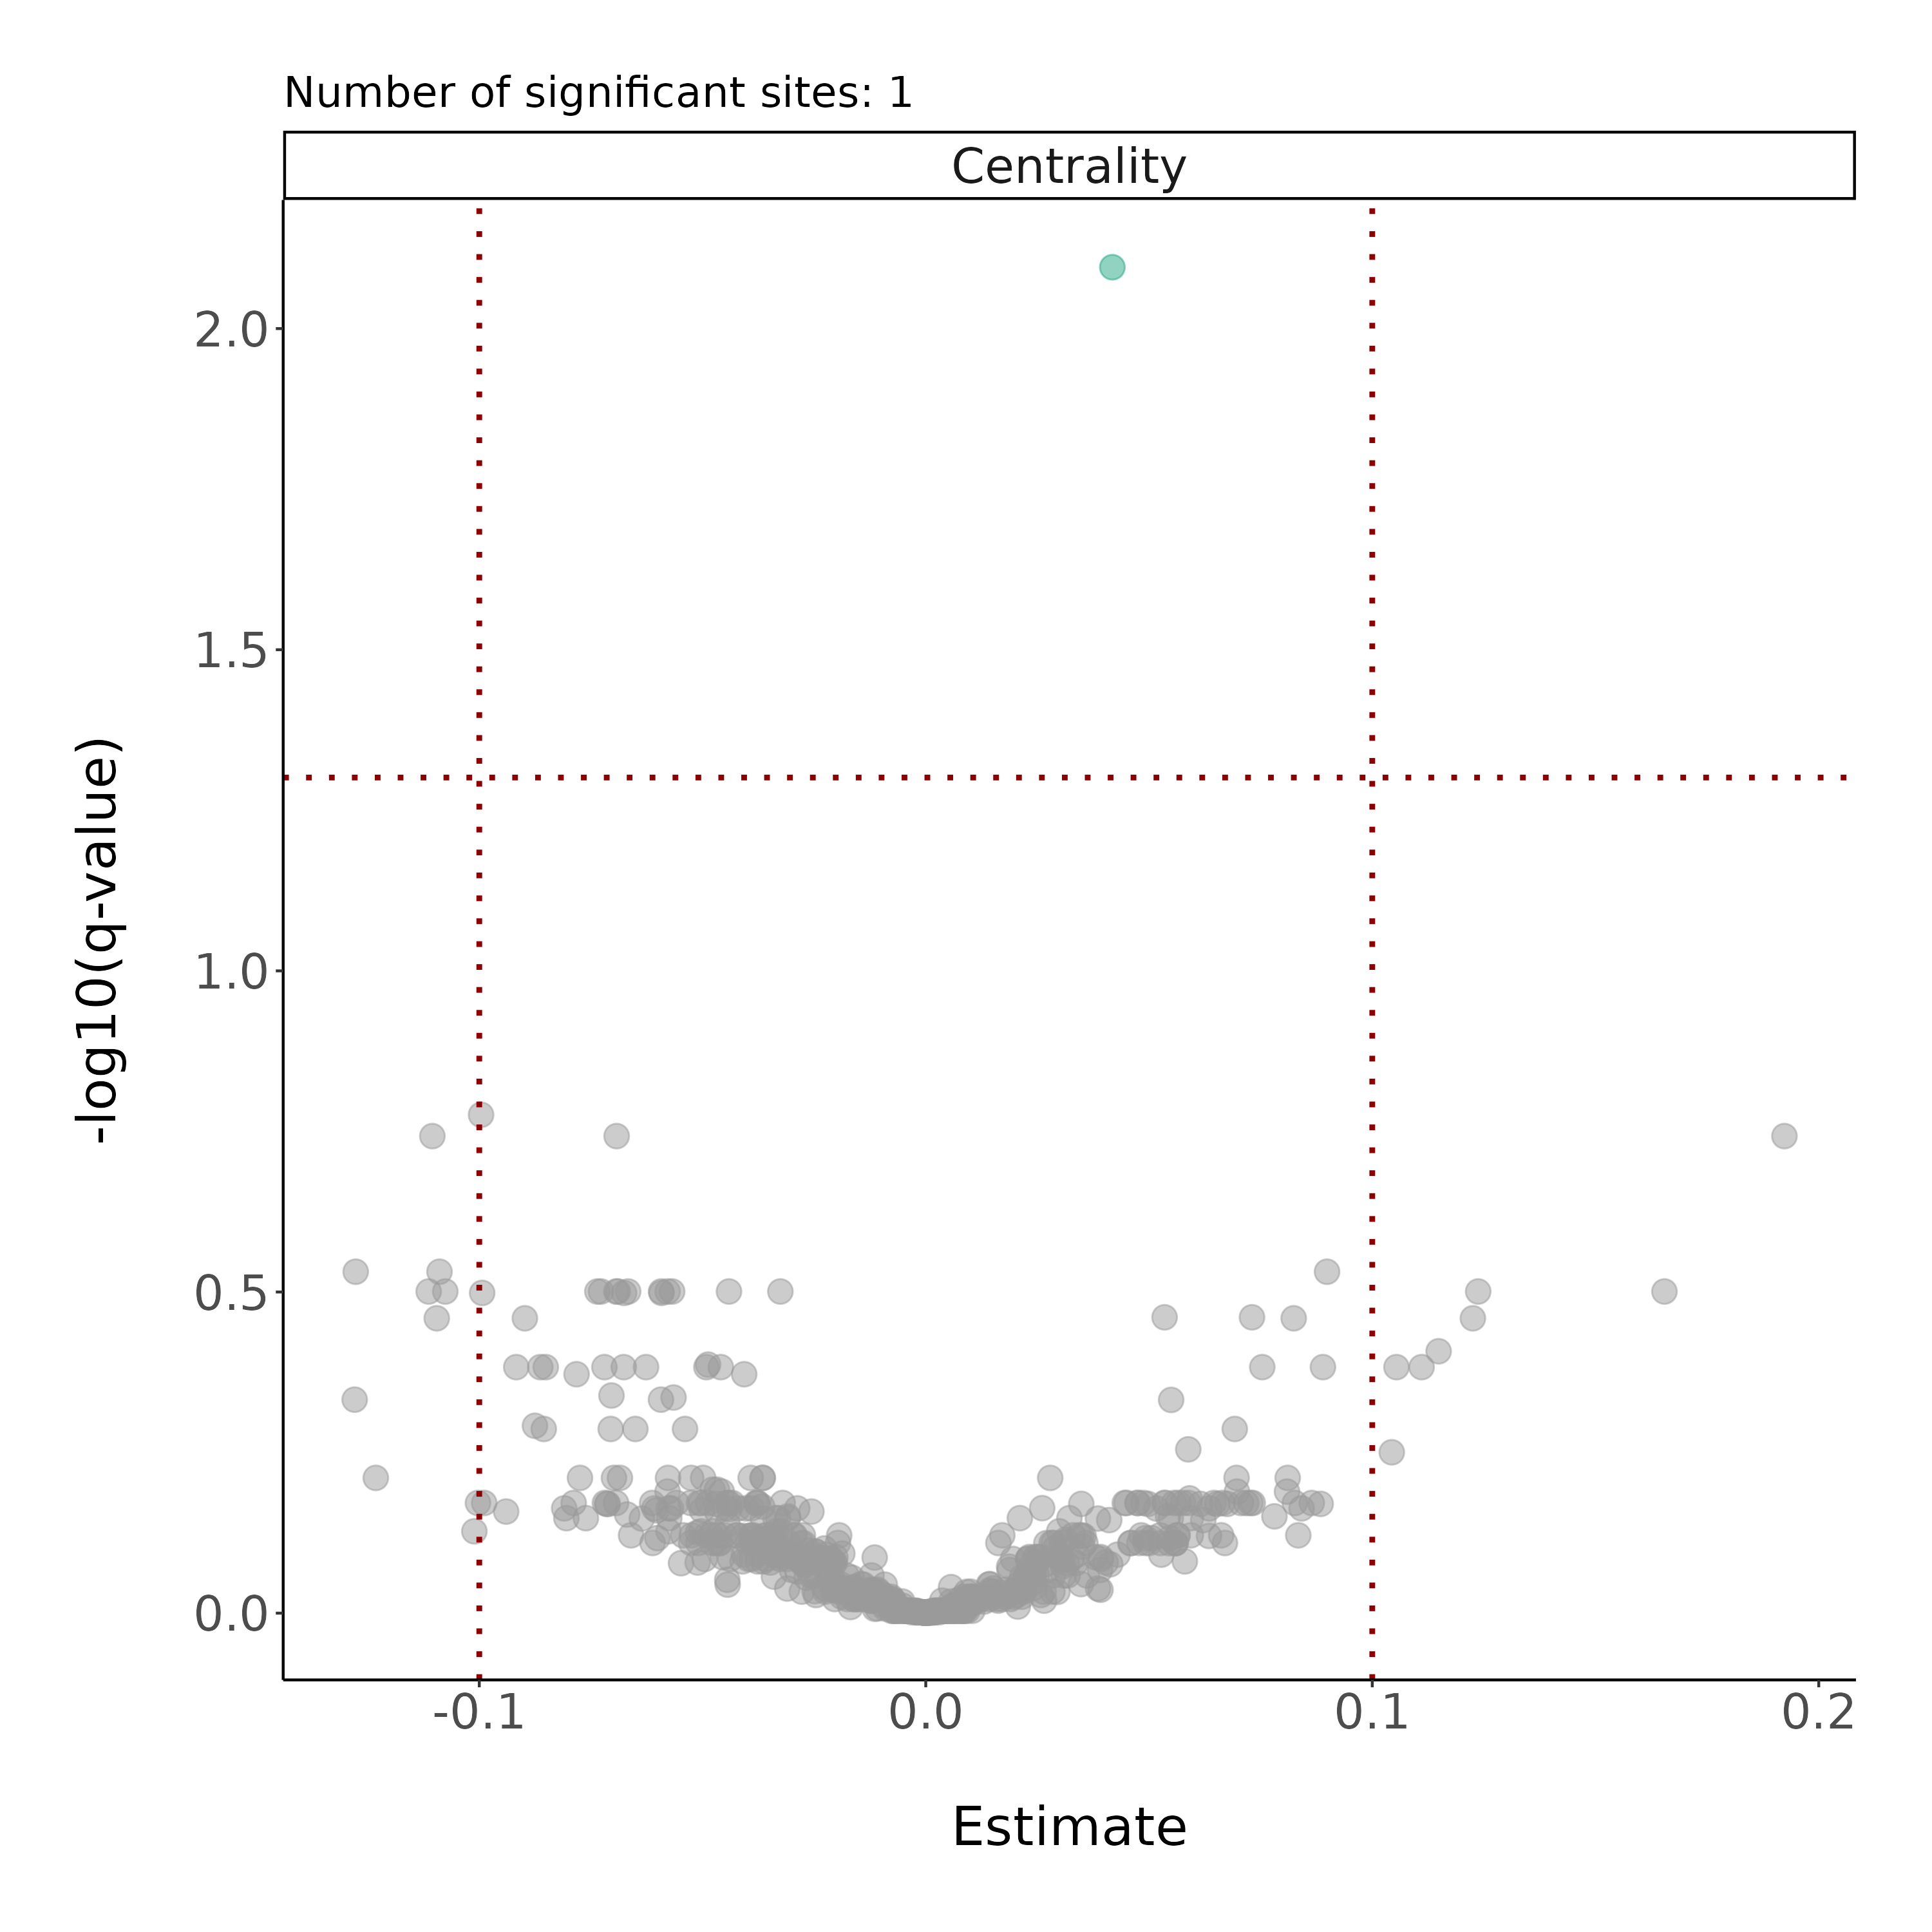 Number of significant sites: 1
Centrality
2.0
1.5
1.0
0.5
0.0
-log10(q-value)
-0.1
0.0
0.1
0.2
Estimate